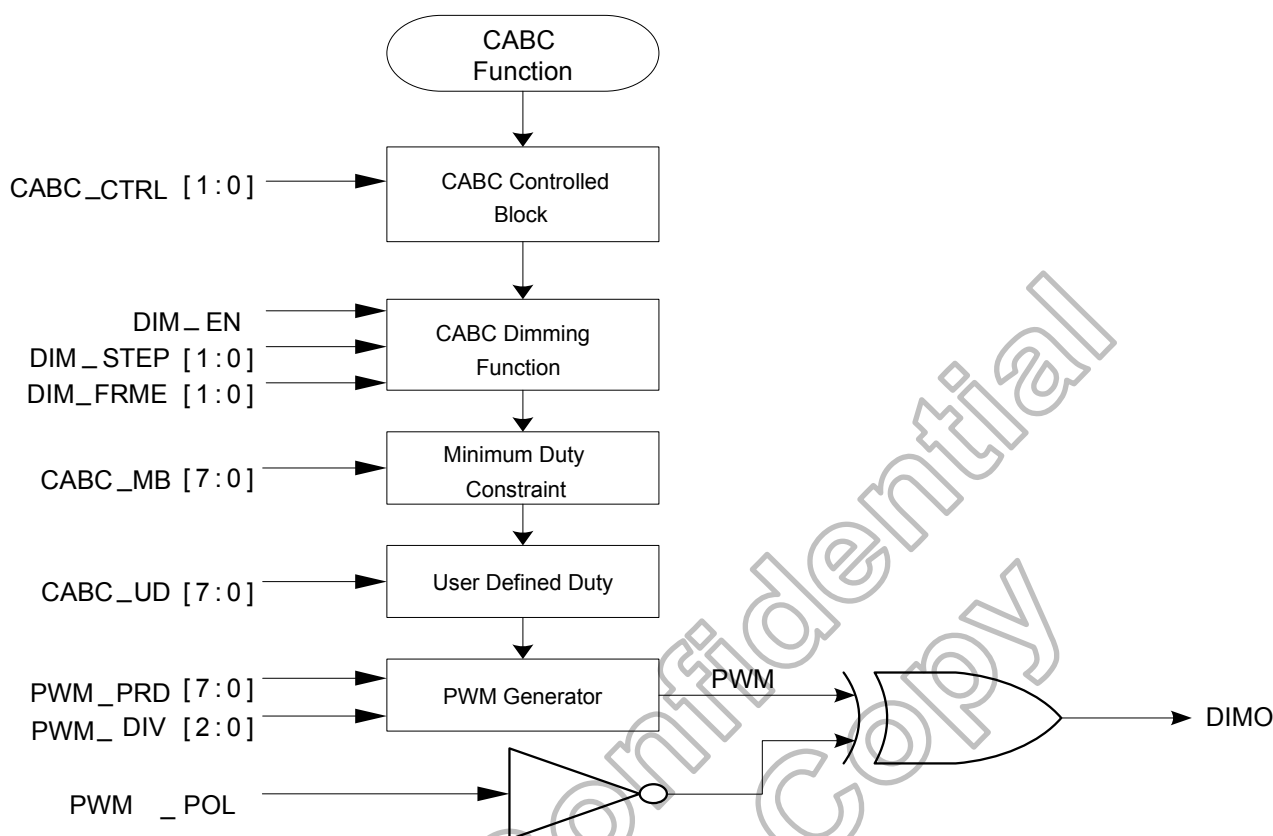 CABC
Function
CABC_CTRL [1:0]
CABC Controlled
Block
DIM_EN
DIM_STEP [1:0]
DIM_FRME [1:0]
CABC Dimming
Function
CABC_MB [7:0]
Minimum Duty
Constraint
CABC_UD [7:0]
User Defined Duty
PWM_PRD [7:0]
PWM_ DIV [2:0]
PWM Generator
PWM
DIMO
PWM _POL
Confidential
Copy